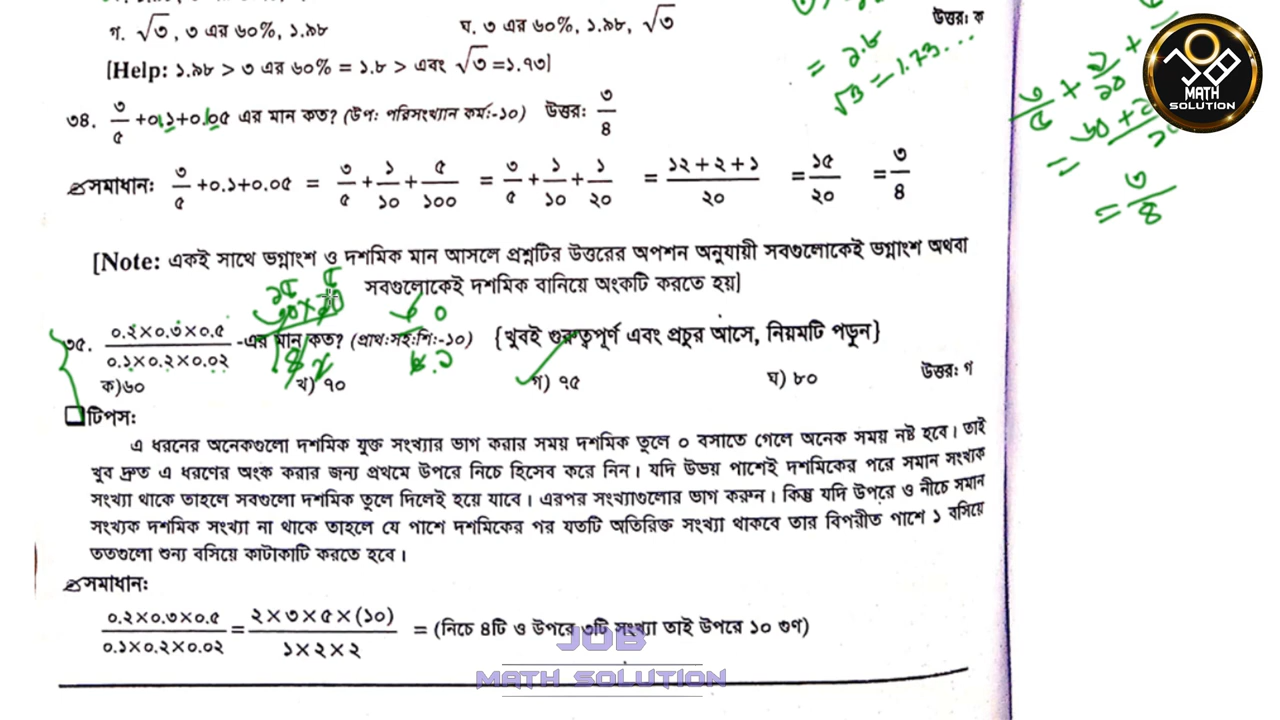 গ. √৩, ৩ এর ৬০%, ১.৯৮ ঘ. ৩ এর ৬০%, ১.৯৮, √৩
উত্তর: ক
[Help: ১.৯৮ > ৩ এর ৬০% = ১.৮ > এবং √৩ =১.৭৩]
= ১.৮
√3 = 1.73...
৩৪. ৩/৫ +০.১+০.০৫ এর মান কত? (উপ: পরিসংখ্যান কর্ম:-১০) উত্তর: ৩/৪
সমাধান: ৩/৫ +০.১+০.০৫ = ৩/৫ + ১/১০ + ৫/১০০ = ৩/৫ + ১/১০ + ১/২০ = ১২+২+১/২০ = ১৫/২০ = ৩/৪
= ৩/৪
[Note: একই সাথে ভগ্নাংশ ও দশমিক মান আসলে প্রশ্নটির উত্তরের অপশন অনুযায়ী সবগুলোকেই ভগ্নাংশ অথবা
সবগুলোকেই দশমিক বানিয়ে অংকটি করতে হয়]
৩৫. ০.২×০.৩×০.৫/০.১×০.২×০.০২ -এর মান কত? (প্রাথ:সহ:শি:-১০) {খুবই গুরুত্বপূর্ণ এবং প্রচুর আসে, নিয়মটি পড়ুন}
ক)৬০ খ) ৭০ গ) ৭৫ ঘ) ৮০ উত্তর: গ
টিপস:
এ ধরনের অনেকগুলো দশমিক যুক্ত সংখ্যার ভাগ করার সময় দশমিক তুলে ০ বসাতে গেলে অনেক সময় নষ্ট হবে। তাই
খুব দ্রুত এ ধরণের অংক করার জন্য প্রথমে উপরে নিচে হিসেব করে নিন। যদি উভয় পাশেই দশমিকের পরে সমান সংখক
সংখ্যা থাকে তাহলে সবগুলো দশমিক তুলে দিলেই হয়ে যাবে। এরপর সংখ্যাগুলোর ভাগ করুন। কিন্তু যদি উপরে ও নীচে সমান
সংখ্যক দশমিক সংখ্যা না থাকে তাহলে যে পাশে দশমিকের পর যতটি অতিরিক্ত সংখ্যা থাকবে তার বিপরীত পাশে ১ বসিয়ে
ততগুলো শুন্য বসিয়ে কাটাকাটি করতে হবে।
সমাধান:
০.২×০.৩×০.৫/০.১×০.২×০.০২ = ২×৩×৫×(১০)/১×২×২ = (নিচে ৪টি ও উপরে ৩টি সংখ্যা তাই উপরে ১০ গুণ)
JOB
MATH SOLUTION
MATH
SOLUTION